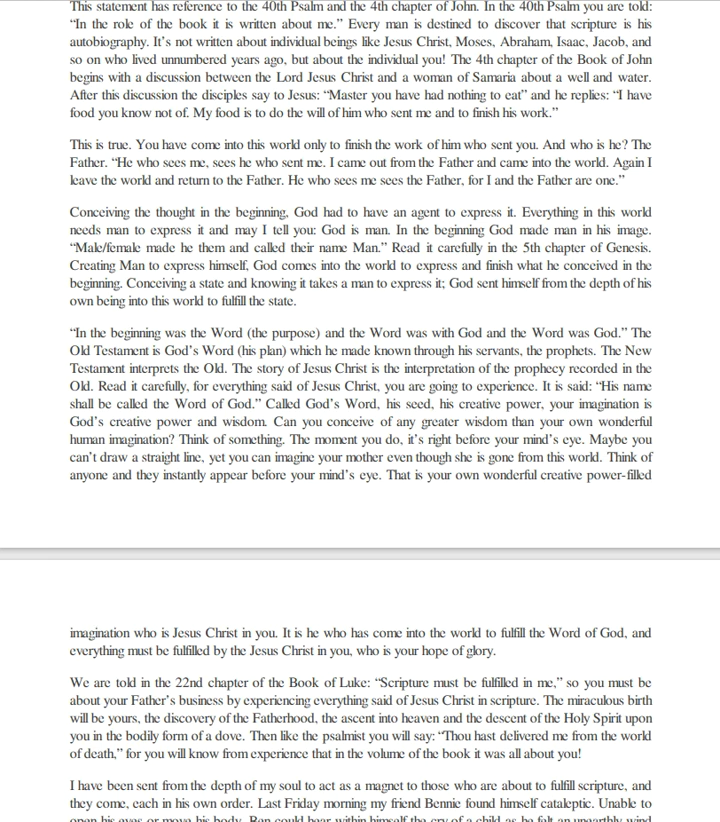 This statement has reference to the 40th Psalm and the 4th chapter of John. In the 40th Psalm you are told:
“In the role of the book it is written about me.” Every man is destined to discover that scripture is his
autobiography. It’s not written about individual beings like Jesus Christ, Moses, Abraham, Isaac, Jacob, and
so on who lived unnumbered years ago, but about the individual you! The 4th chapter of the Book of John
begins with a discussion between the Lord Jesus Christ and a woman of Samaria about a well and water.
After this discussion the disciples say to Jesus: “Master you have had nothing to eat” and he replies: “I have
food you know not of. My food is to do the will of him who sent me and to finish his work.”
This is true. You have come into this world only to finish the work of him who sent you. And who is he? The
Father. “He who sees me, sees he who sent me. I came out from the Father and came into the world. Again I
leave the world and return to the Father. He who sees me sees the Father, for I and the Father are one.”
Conceiving the thought in the beginning, God had to have an agent to express it. Everything in this world
needs man to express it and may I tell you: God is man. In the beginning God made man in his image.
“Male/female made he them and called their name Man.” Read it carefully in the 5th chapter of Genesis.
Creating Man to express himself, God comes into the world to express and finish what he conceived in the
beginning. Conceiving a state and knowing it takes a man to express it; God sent himself from the depth of his
own being into this world to fulfill the state.
“In the beginning was the Word (the purpose) and the Word was with God and the Word was God.” The
Old Testament is God’s Word (his plan) which he made known through his servants, the prophets. The New
Testament interprets the Old. The story of Jesus Christ is the interpretation of the prophecy recorded in the
Old. Read it carefully, for everything said of Jesus Christ, you are going to experience. It is said: “His name
shall be called the Word of God.” Called God’s Word, his seed, his creative power, your imagination is
God’s creative power and wisdom. Can you conceive of any greater wisdom than your own wonderful
human imagination? Think of something. The moment you do, it’s right before your mind’s eye. Maybe you
can’t draw a straight line, yet you can imagine your mother even though she is gone from this world. Think of
anyone and they instantly appear before your mind’s eye. That is your own wonderful creative power-filled
imagination who is Jesus Christ in you. It is he who has come into the world to fulfill the Word of God, and
everything must be fulfilled by the Jesus Christ in you, who is your hope of glory.
We are told in the 22nd chapter of the Book of Luke: “Scripture must be fulfilled in me,” so you must be
about your Father’s business by experiencing everything said of Jesus Christ in scripture. The miraculous birth
will be yours, the discovery of the Fatherhood, the ascent into heaven and the descent of the Holy Spirit upon
you in the bodily form of a dove. Then like the psalmist you will say: “Thou hast delivered me from the world
of death,” for you will know from experience that in the volume of the book it was all about you!
I have been sent from the depth of my soul to act as a magnet to those who are about to fulfill scripture, and
they come, each in his own order. Last Friday morning my friend Bennie found himself cataleptic. Unable to
open his eyes or move his body, Ben could hear within himself the cry of a child as he felt an unearthly wind